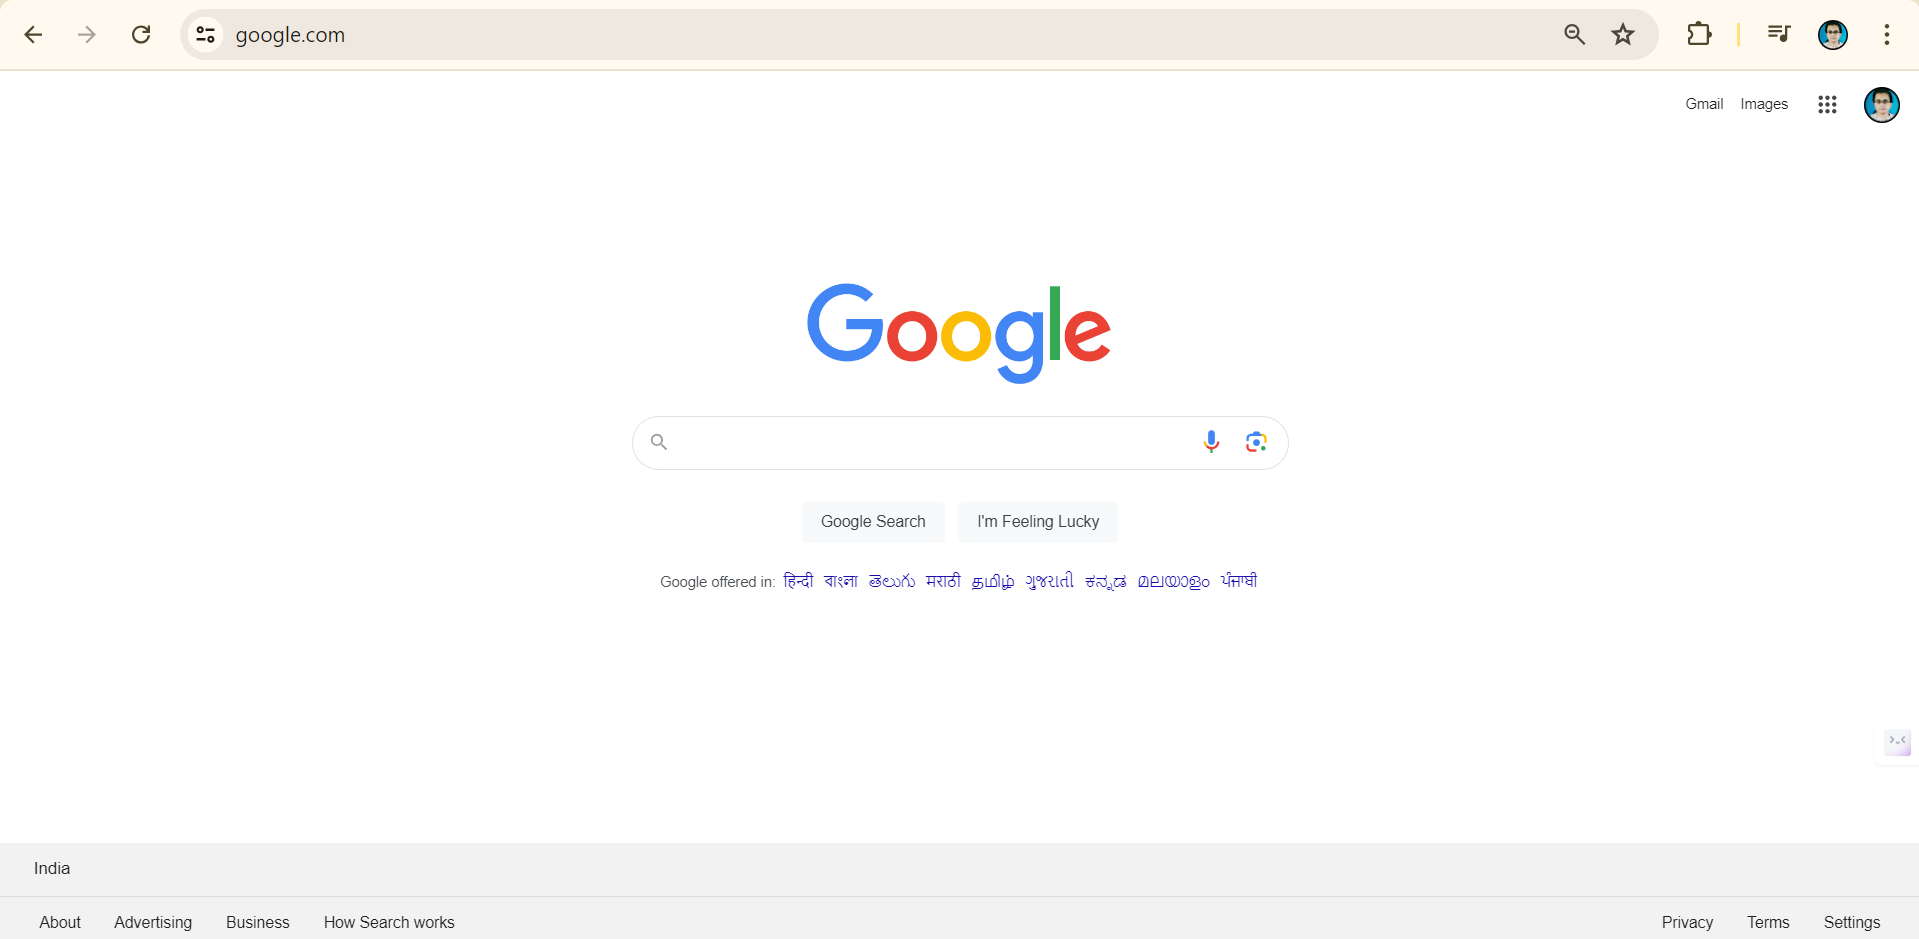 google.com
Gmail Images
Google
Google Search I'm Feeling Lucky
Google offered in: हिन्दी বাংলা తెలుగు मराठी தமிழ் ગુજરાતી ಕನ್ನಡ മലയാളം ਪੰਜਾਬੀ
India
About Advertising Business How Search works Privacy Terms Settings